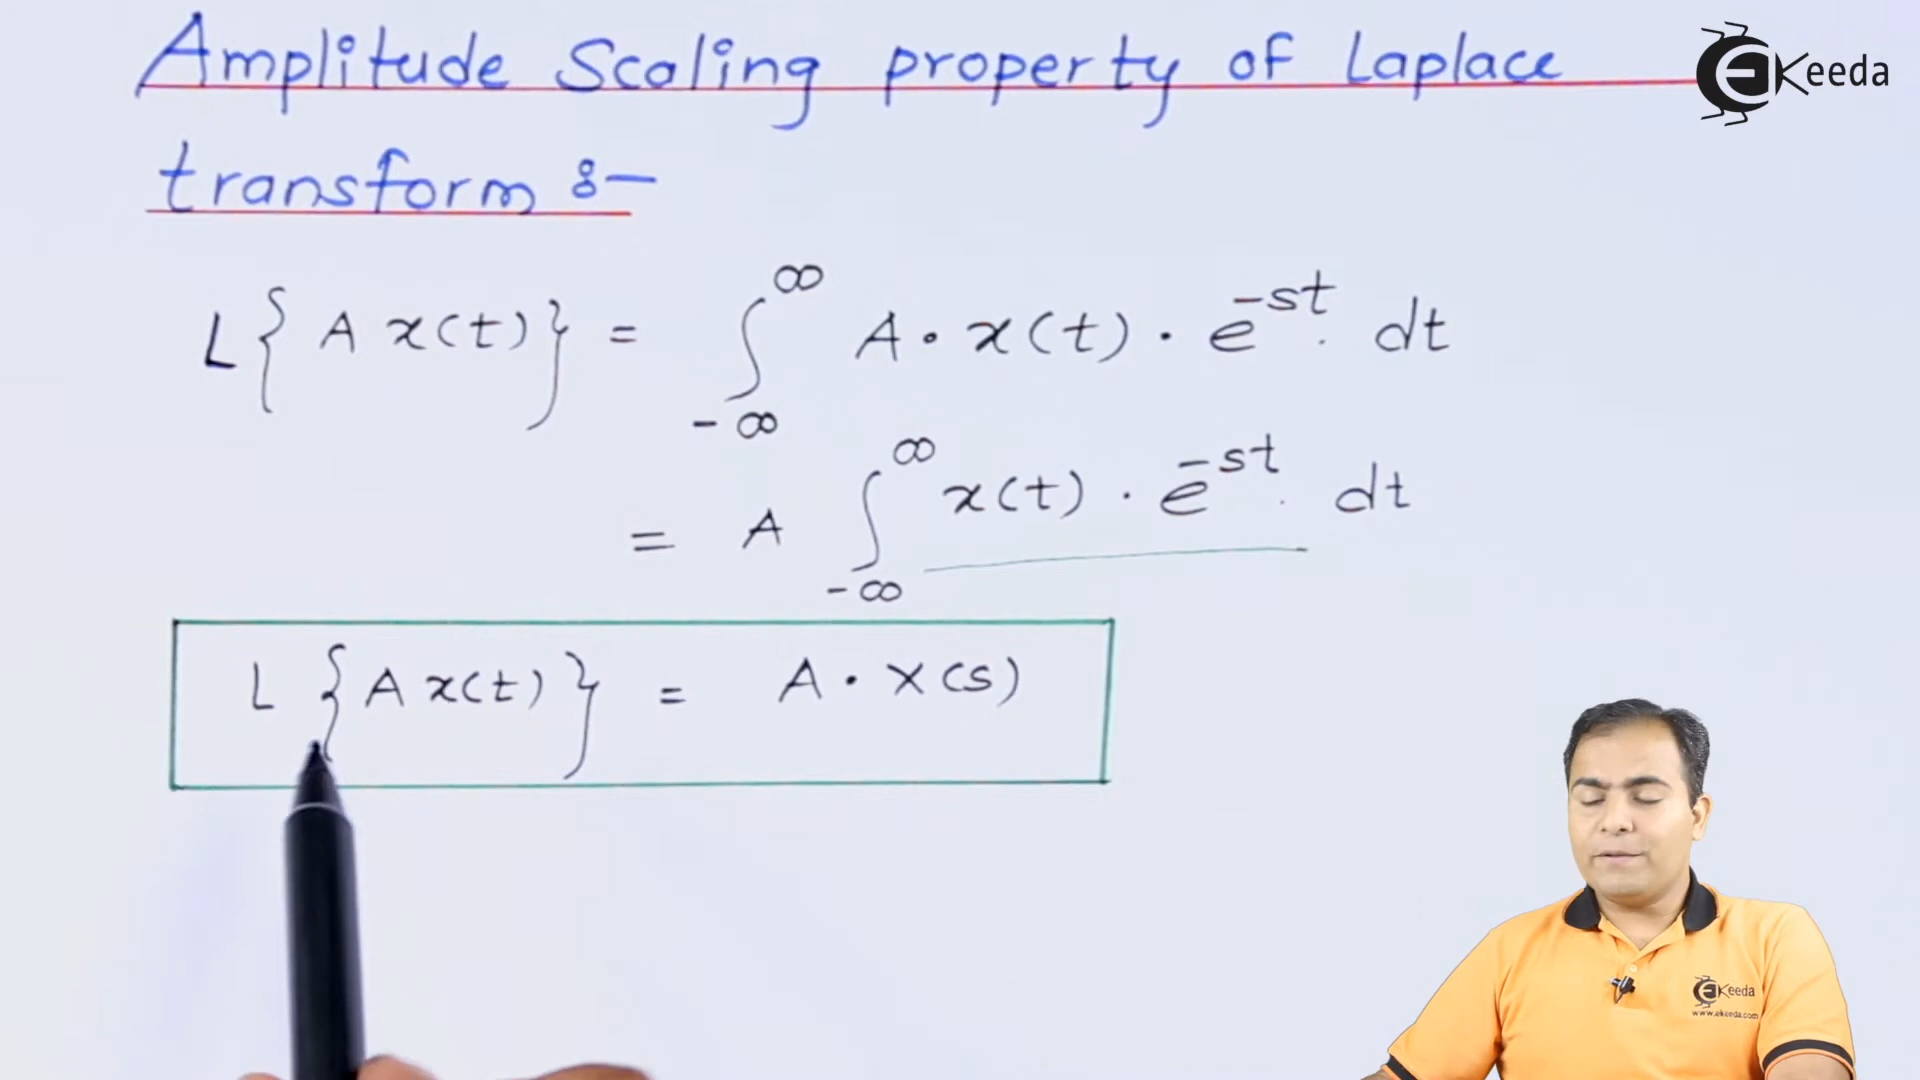 Amplitude Scaling property of Laplace
transform :-
L{ A x(t) } = ∫_{-∞}^{∞} A · x(t) · e^{-st} · dt
= A ∫_{-∞}^{∞} x(t) · e^{-st} · dt
L { A x(t) } = A · X(s)
EKeeda
EKeeda
www.ekeeda.com